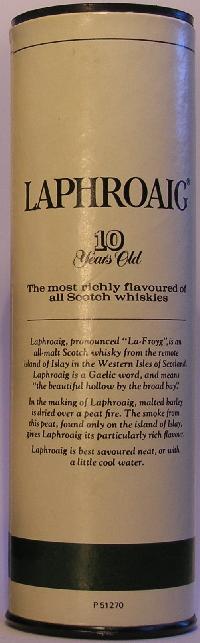 LAPHROAIG®
10
Years Old
The most richly flavoured of
all Scotch whiskies
Laphroaig, pronounced "La-Froyg", is an
all-malt Scotch whisky from the remote
island of Islay in the Western Isles of Scotland.
Laphroaig is a Gaelic word, and means
"the beautiful hollow by the broad bay."
In the making of Laphroaig, malted barley
is dried over a peat fire. The smoke from
this peat, found only on the island of Islay,
gives Laphroaig its particularly rich flavour.
Laphroaig is best savoured neat, or with
a little cool water.
P51270